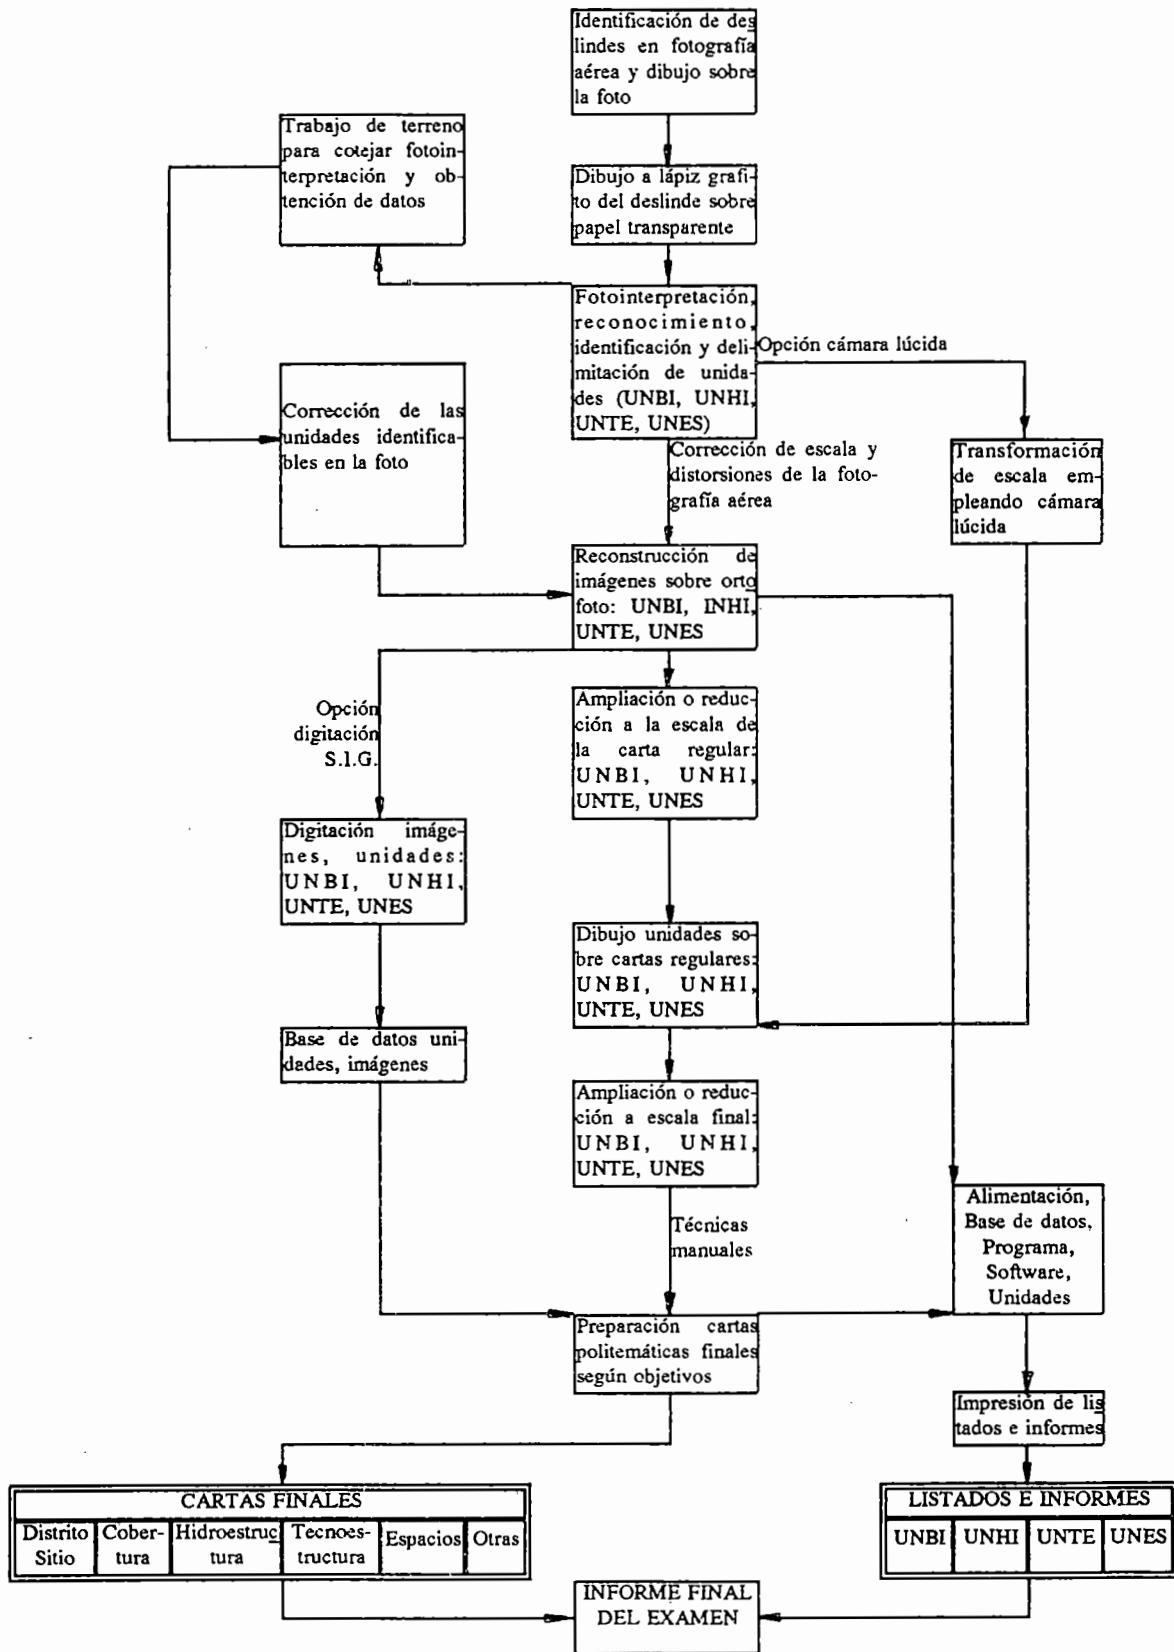 Identificación de des
lindes en fotografía
aérea y dibujo sobre
la foto
Trabajo de terreno
para cotejar fotoin-
terpretación y ob-
tención de datos
Dibujo a lápiz grafi-
to del deslinde sobre
papel transparente
Fotointerpretación,
reconocimiento,
identificación y deli-
mitación de unida-
des (UNBI, UNHI,
UNTE, UNES)
Opción cámara lúcida
Corrección de las
unidades identifica-
bles en la foto
Corrección de escala y
distorsiones de la foto-
grafía aérea
Transformación
de escala em-
pleando cámara
lúcida
Reconstrucción de
imágenes sobre orto
foto: UNBI, INHI,
UNTE, UNES
Opción
digitación
S.I.G.
Ampliación o reduc-
ción a la escala de
la carta regular:
UNBI, UNHI,
UNTE, UNES
Digitación imáge-
nes, unidades:
UNBI, UNHI,
UNTE, UNES
Dibujo unidades so-
bre cartas regulares:
UNBI, UNHI,
UNTE, UNES
Base de datos uni-
dades, imágenes
Ampliación o reduc-
ción a escala final:
UNBI, UNHI,
UNTE, UNES
Técnicas
manuales
Alimentación,
Base de datos,
Programa,
Software,
Unidades
Preparación cartas
politemáticas finales
según objetivos
Impresión de lis
tados e informes
CARTAS FINALES
Distrito
Sitio
Cober-
tura
Hidroestruc
tura
Tecnoes-
tructura
Espacios
Otras
LISTADOS E INFORMES
UNBI UNHI UNTE UNES
INFORME FINAL
DEL EXAMEN